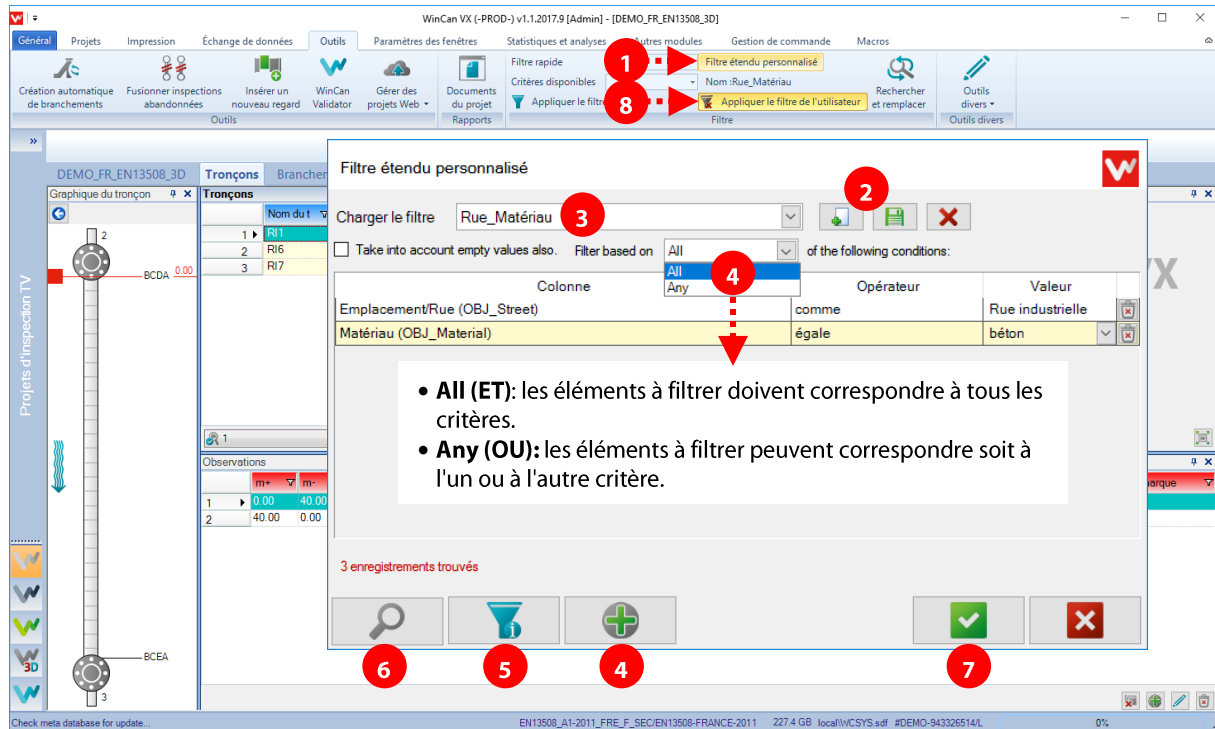 WinCan VX (-PROD-) v1.1.2017.9 [Admin] - [DEMO_FR_EN13508_3D]
Général Projets Impression Échange de données Outils Paramètres des fenêtres Statistiques et analyses Autres modules Gestion de commande Macros
Création automatique de branchements
Fusionner inspections abandonnées
Insérer un nouveau regard
WinCan Validator
Gérer des projets Web
Outils
Documents du projet
Rapports
Filtre rapide
Critères disponibles
Appliquer le filtre
1
8
Filtre étendu personnalisé
Nom :Rue_Matériau
Appliquer le filtre de l'utilisateur
Filtre
Rechercher et remplacer
Outils divers
Outils divers
»
Projets d'inspection TV
DEMO_FR_EN13508_3D Tronçons
Graphique du tronçon
2
BCDA 0.00
BCEA
3
Tronçons
Nom du t
1 RI1
2 RI6
3 RI7
1
Observations
m+ m-
1 0.00 40.00
2 40.00 0.00
VX
Filtre étendu personnalisé
2
Charger le filtre Rue_Matériau 3
Take into account empty values also. Filter based on All of the following conditions:
All
Any
4
Colonne Opérateur Valeur
Emplacement/Rue (OBJ_Street) comme Rue industrielle
Matériau (OBJ_Material) égale béton
• All (ET): les éléments à filtrer doivent correspondre à tous les
critères.
• Any (OU): les éléments à filtrer peuvent correspondre soit à
l'un ou à l'autre critère.
3 enregistrements trouvés
6 5 4 7
3D
Check meta database for update...
EN13508_A1-2011_FRE_F_SEC/EN13508-FRANCE-2011 227.4 GB local\WCSYS.sdf #DEMO-943326514/L 0%